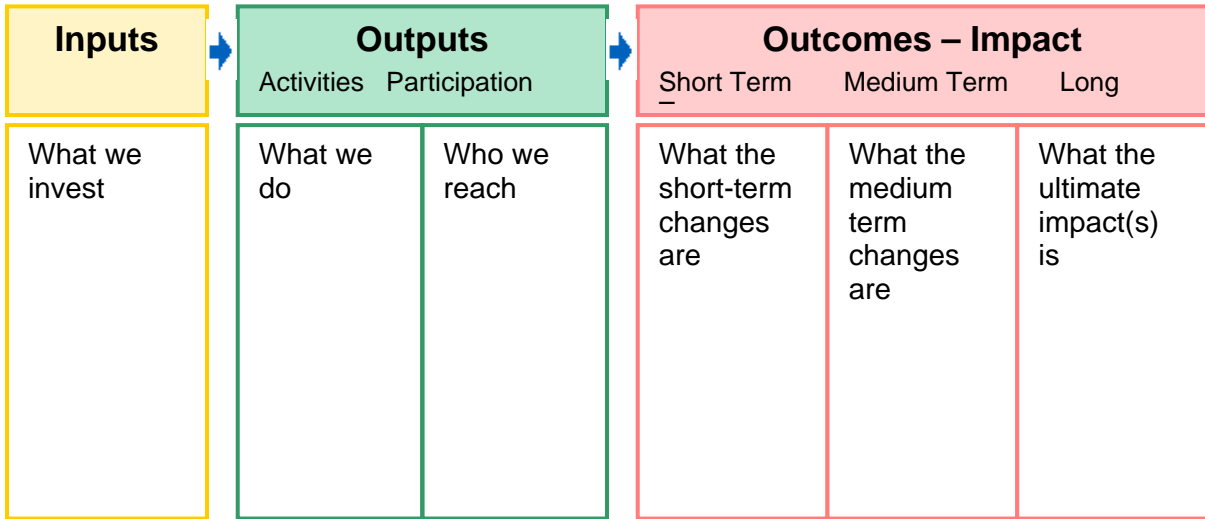 Inputs
Outputs
Activities Participation
Outcomes – Impact
Short Term Medium Term Long
What we
invest
What we
do
Who we
reach
What the
short-term
changes
are
What the
medium
term
changes
are
What the
ultimate
impact(s)
is